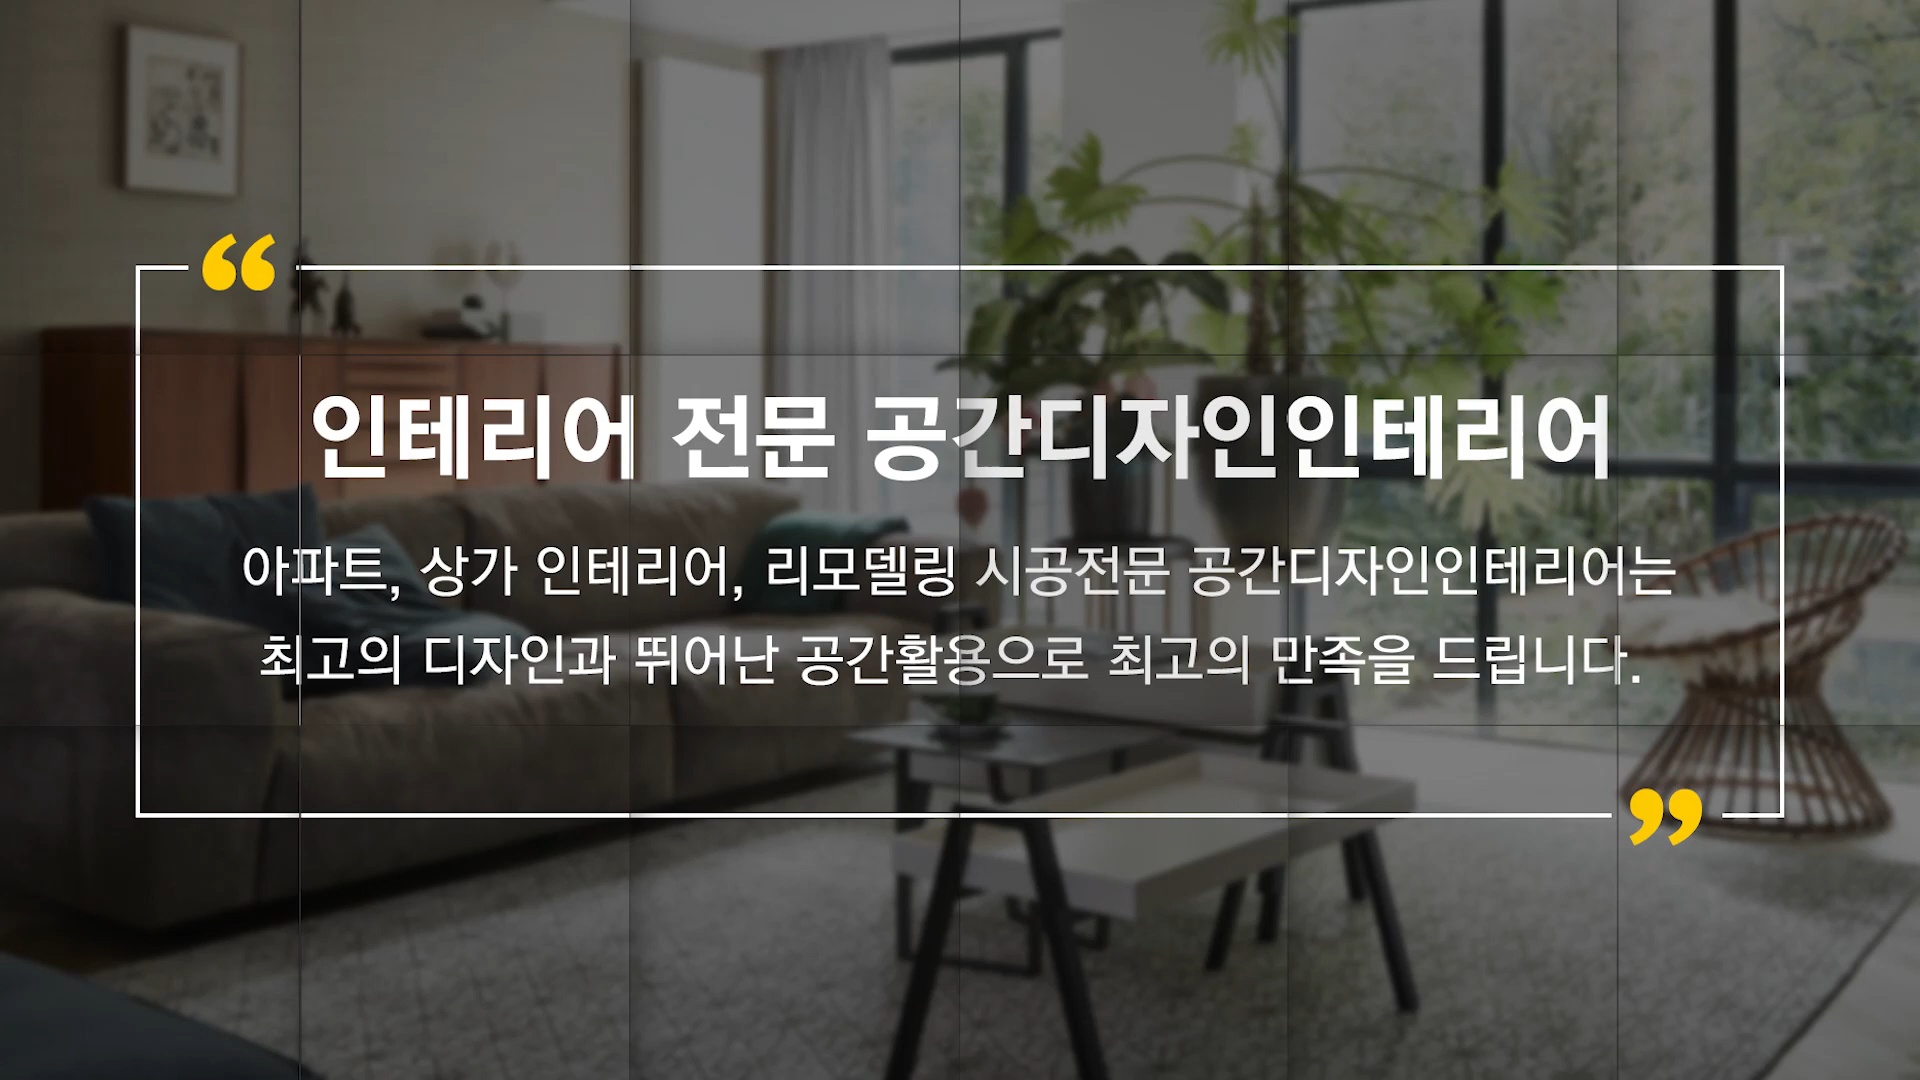 “
인테리어 전문 공간디자인인테리어
아파트, 상가 인테리어, 리모델링 시공전문 공간디자인인테리어는
최고의 디자인과 뛰어난 공간활용으로 최고의 만족을 드립니다.
”